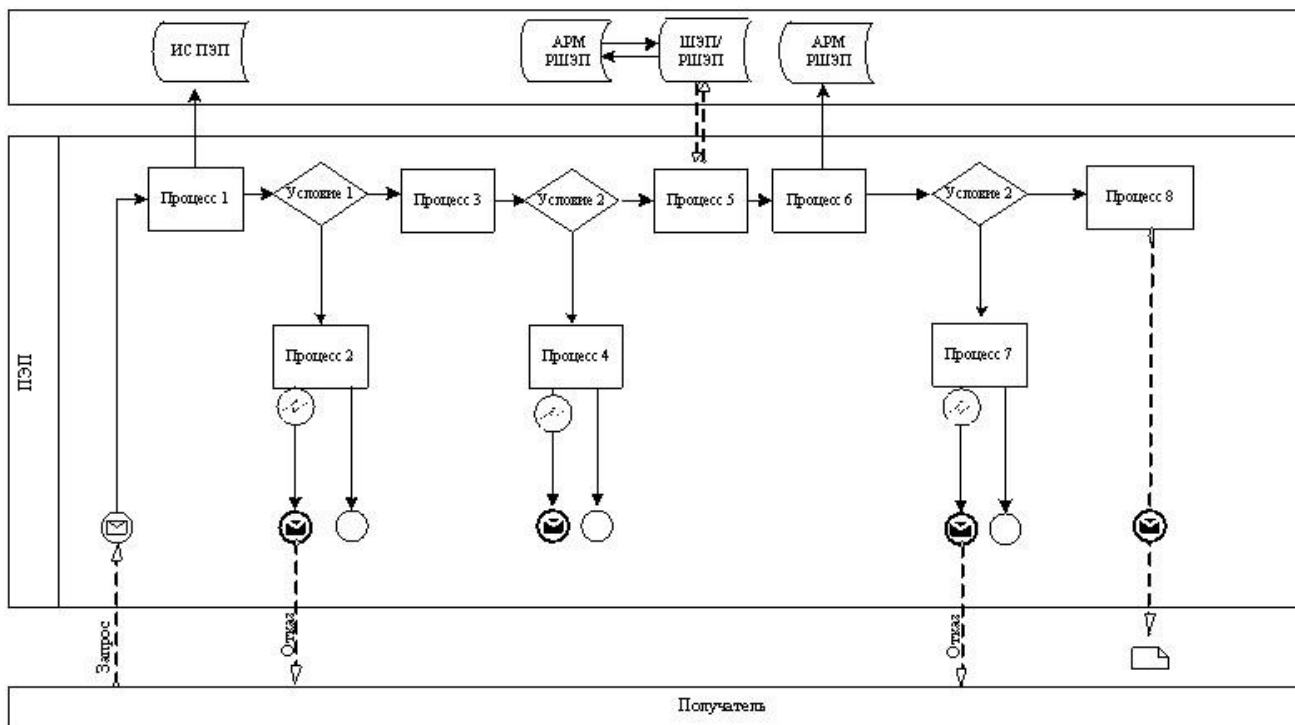 ИС ПЭП
АРМ
РШЭП
ШЭП/
РШЭП
АРМ
РШЭП
Процесс 1
Условие 1
Процесс 3
Условие 2
Процесс 5
Процесс 6
Условие 2
Процесс 8
Процесс 2
Процесс 4
Процесс 7
ПЭП
Запрос
Отказ
Отказ
Получатель